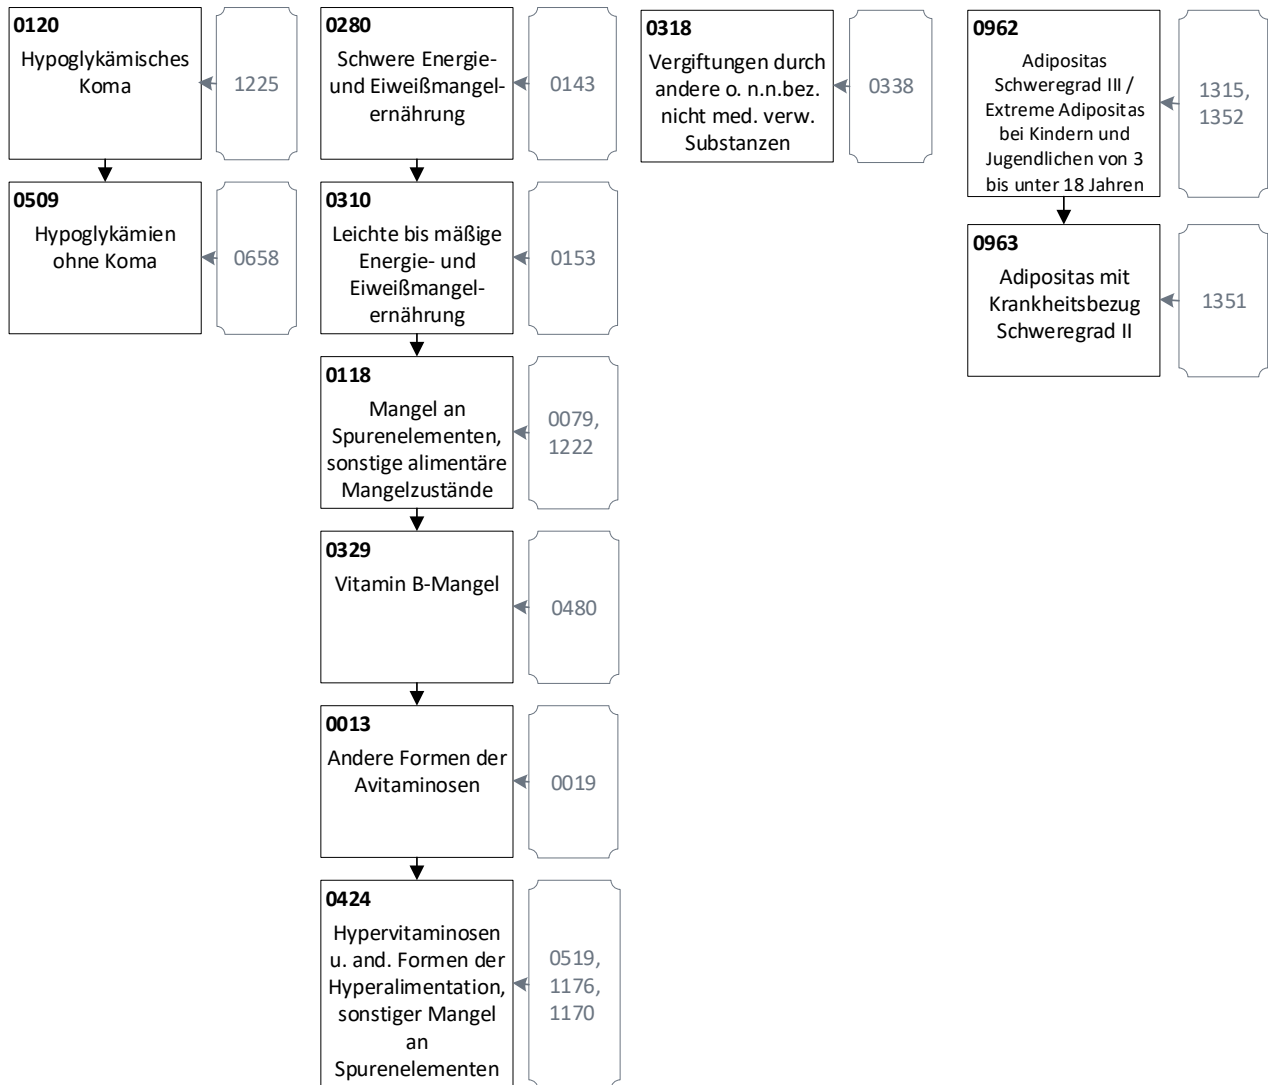 0120
Hypoglykämisches
Koma
1225
0509
Hypoglykämien
ohne Koma
0658
0280
Schwere Energie-
und Eiweißmangel-
ernährung
0143
0310
Leichte bis mäßige
Energie- und
Eiweißmangel-
ernährung
0153
0118
Mangel an
Spurenelementen,
sonstige alimentäre
Mangelzustände
0079,
1222
0329
Vitamin B-Mangel
0480
0013
Andere Formen der
Avitaminosen
0019
0424
Hypervitaminosen
u. and. Formen der
Hyperalimentation,
sonstiger Mangel
an
Spurenelementen
0519,
1176,
1170
0318
Vergiftungen durch
andere o. n.n.bez.
nicht med. verw.
Substanzen
0338
0962
Adipositas
Schweregrad III /
Extreme Adipositas
bei Kindern und
Jugendlichen von 3
bis unter 18 Jahren
1315,
1352
0963
Adipositas mit
Krankheitsbezug
Schweregrad II
1351